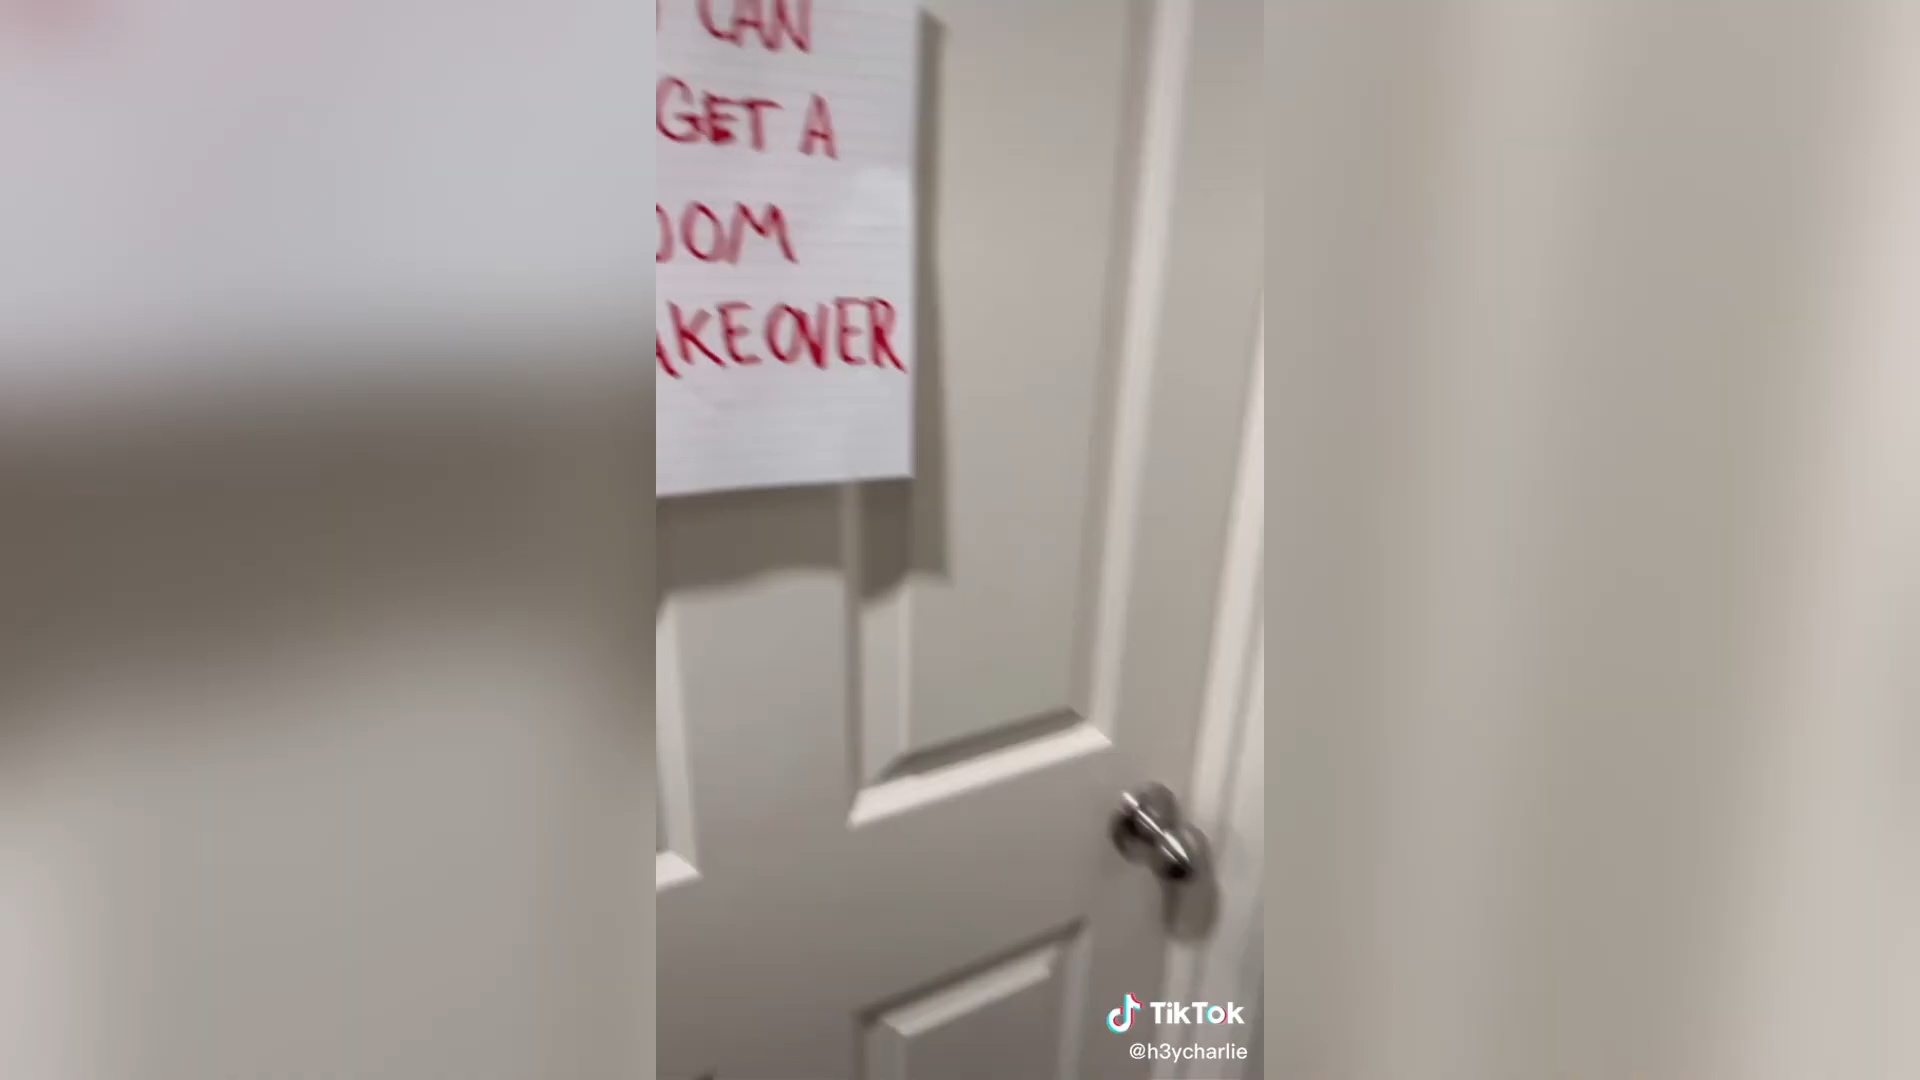 CAN
GET A
OOM
AKEOVER
TikTok
@h3ycharlie